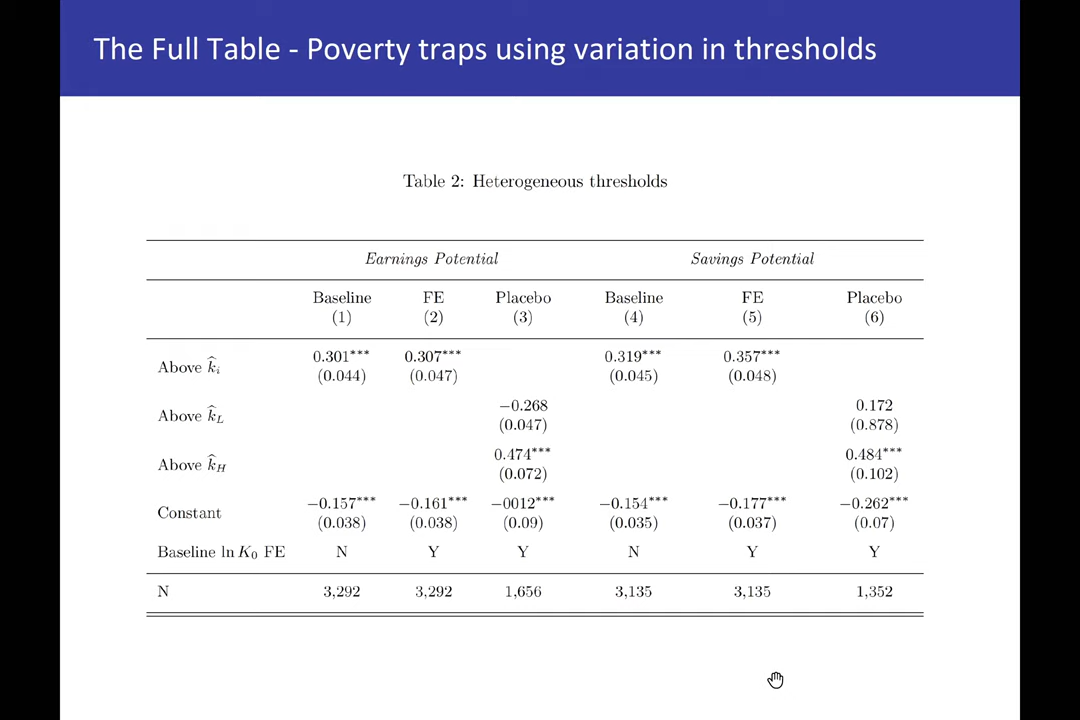 The Full Table - Poverty traps using variation in thresholds
Table 2: Heterogeneous thresholds
Earnings Potential Savings Potential
Baseline FE Placebo Baseline FE Placebo
(1) (2) (3) (4) (5) (6)
Above k̂ᵢ 0.301*** 0.307*** 0.319*** 0.357***
(0.044) (0.047) (0.045) (0.048)
Above k̂_L −0.268 0.172
(0.047) (0.878)
Above k̂_H 0.474*** 0.484***
(0.072) (0.102)
Constant −0.157*** −0.161*** −0012*** −0.154*** −0.177*** −0.262***
(0.038) (0.038) (0.09) (0.035) (0.037) (0.07)
Baseline ln K₀ FE N Y Y N Y Y
N 3,292 3,292 1,656 3,135 3,135 1,352